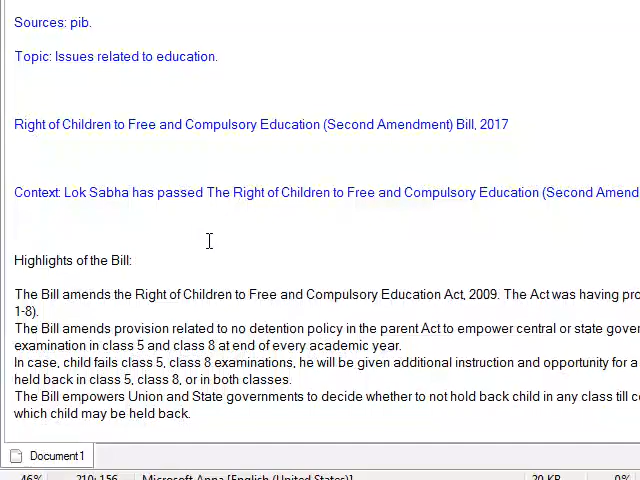 Sources: pib.
Topic: Issues related to education.
Right of Children to Free and Compulsory Education (Second Amendment) Bill, 2017
Context: Lok Sabha has passed The Right of Children to Free and Compulsory Education (Second Amend
Highlights of the Bill:
The Bill amends the Right of Children to Free and Compulsory Education Act, 2009. The Act was having pro
1-8).
The Bill amends provision related to no detention policy in the parent Act to empower central or state gover
examination in class 5 and class 8 at end of every academic year.
In case, child fails class 5, class 8 examinations, he will be given additional instruction and opportunity for a
held back in class 5, class 8, or in both classes.
The Bill empowers Union and State governments to decide whether to not hold back child in any class till c
which child may be held back.
Document1
46% 210: 156 Microsoft Anna [English (United States)] 20 KB 0%